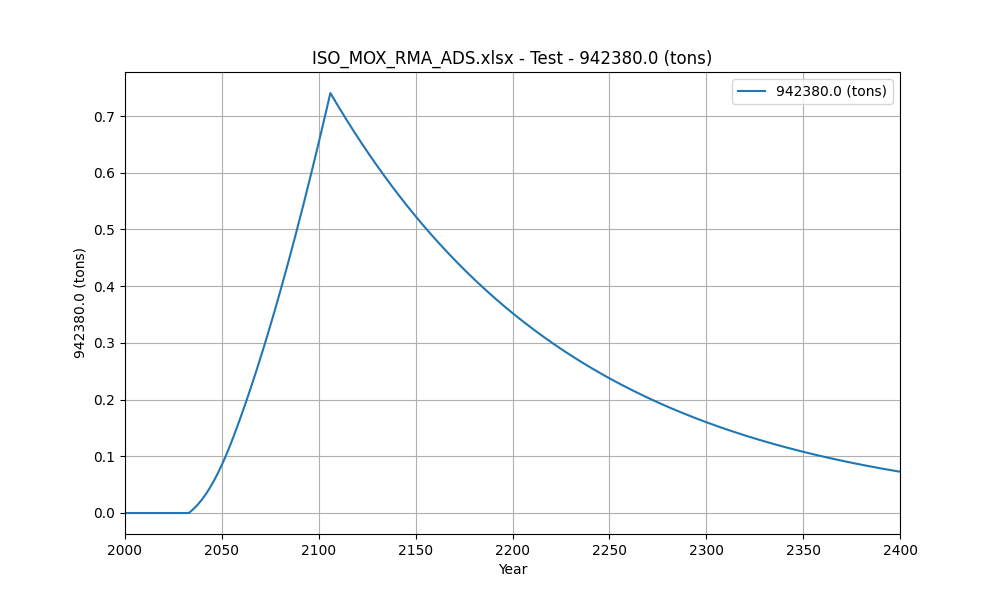 ISO_MOX_RMA_ADS.xlsx - Test - 942380.0 (tons)
942380.0 (tons)
942380.0 (tons)
0.7
0.6
0.5
0.4
0.3
0.2
0.1
0.0
2000 2050 2100 2150 2200 2250 2300 2350 2400
Year